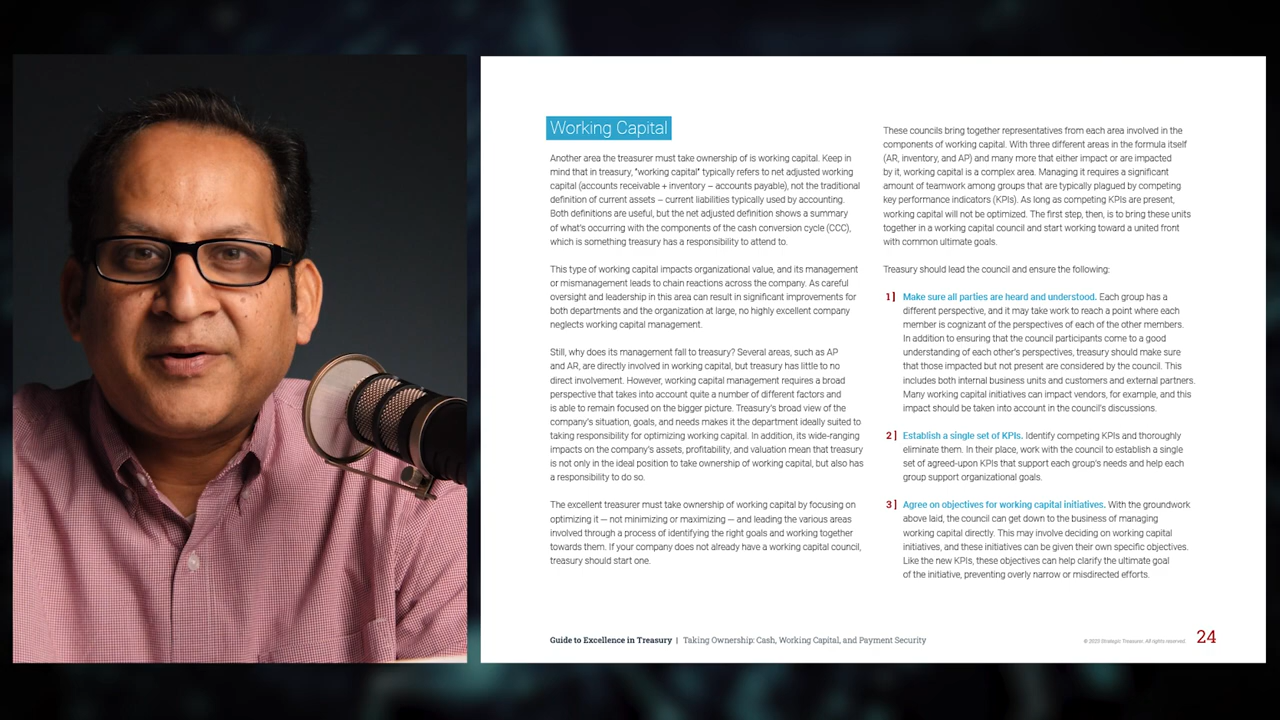 Working Capital
Another area the treasurer must take ownership of is working capital. Keep in
mind that in treasury, "working capital" typically refers to net adjusted working
capital (accounts receivable + inventory – accounts payable), not the traditional
definition of current assets – current liabilities typically used by accounting.
Both definitions are useful, but the net adjusted definition shows a summary
of what's occurring with the components of the cash conversion cycle (CCC),
which is something treasury has a responsibility to attend to.
This type of working capital impacts organizational value, and its management
or mismanagement leads to chain reactions across the company. As careful
oversight and leadership in this area can result in significant improvements for
both departments and the organization at large, no highly excellent company
neglects working capital management.
Still, why does its management fall to treasury? Several areas, such as AP
and AR, are directly involved in working capital, but treasury has little to no
direct involvement. However, working capital management requires a broad
perspective that takes into account quite a number of different factors and
is able to remain focused on the bigger picture. Treasury's broad view of the
company's situation, goals, and needs makes it the department ideally suited to
taking responsibility for optimizing working capital. In addition, its wide-ranging
impacts on the company's assets, profitability, and valuation mean that treasury
is not only in the ideal position to take ownership of working capital, but also has
a responsibility to do so.
The excellent treasurer must take ownership of working capital by focusing on
optimizing it — not minimizing or maximizing — and leading the various areas
involved through a process of identifying the right goals and working together
towards them. If your company does not already have a working capital council,
treasury should start one.
These councils bring together representatives from each area involved in the
components of working capital. With three different areas in the formula itself
(AR, inventory, and AP) and many more that either impact or are impacted
by it, working capital is a complex area. Managing it requires a significant
amount of teamwork among groups that are typically plagued by competing
key performance indicators (KPIs). As long as competing KPIs are present,
working capital will not be optimized. The first step, then, is to bring these units
together in a working capital council and start working toward a united front
with common ultimate goals.
Treasury should lead the council and ensure the following:
1] Make sure all parties are heard and understood. Each group has a
different perspective, and it may take work to reach a point where each
member is cognizant of the perspectives of each of the other members.
In addition to ensuring that the council participants come to a good
understanding of each other's perspectives, treasury should make sure
that those impacted but not present are considered by the council. This
includes both internal business units and customers and external partners.
Many working capital initiatives can impact vendors, for example, and this
impact should be taken into account in the council's discussions.
2] Establish a single set of KPIs. Identify competing KPIs and thoroughly
eliminate them. In their place, work with the council to establish a single
set of agreed-upon KPIs that support each group's needs and help each
group support organizational goals.
3] Agree on objectives for working capital initiatives. With the groundwork
above laid, the council can get down to the business of managing
working capital directly. This may involve deciding on working capital
initiatives, and these initiatives can be given their own specific objectives.
Like the new KPIs, these objectives can help clarify the ultimate goal
of the initiative, preventing overly narrow or misdirected efforts.
Guide to Excellence in Treasury | Taking Ownership: Cash, Working Capital, and Payment Security
© 2023 Strategic Treasurer. All rights reserved. 24